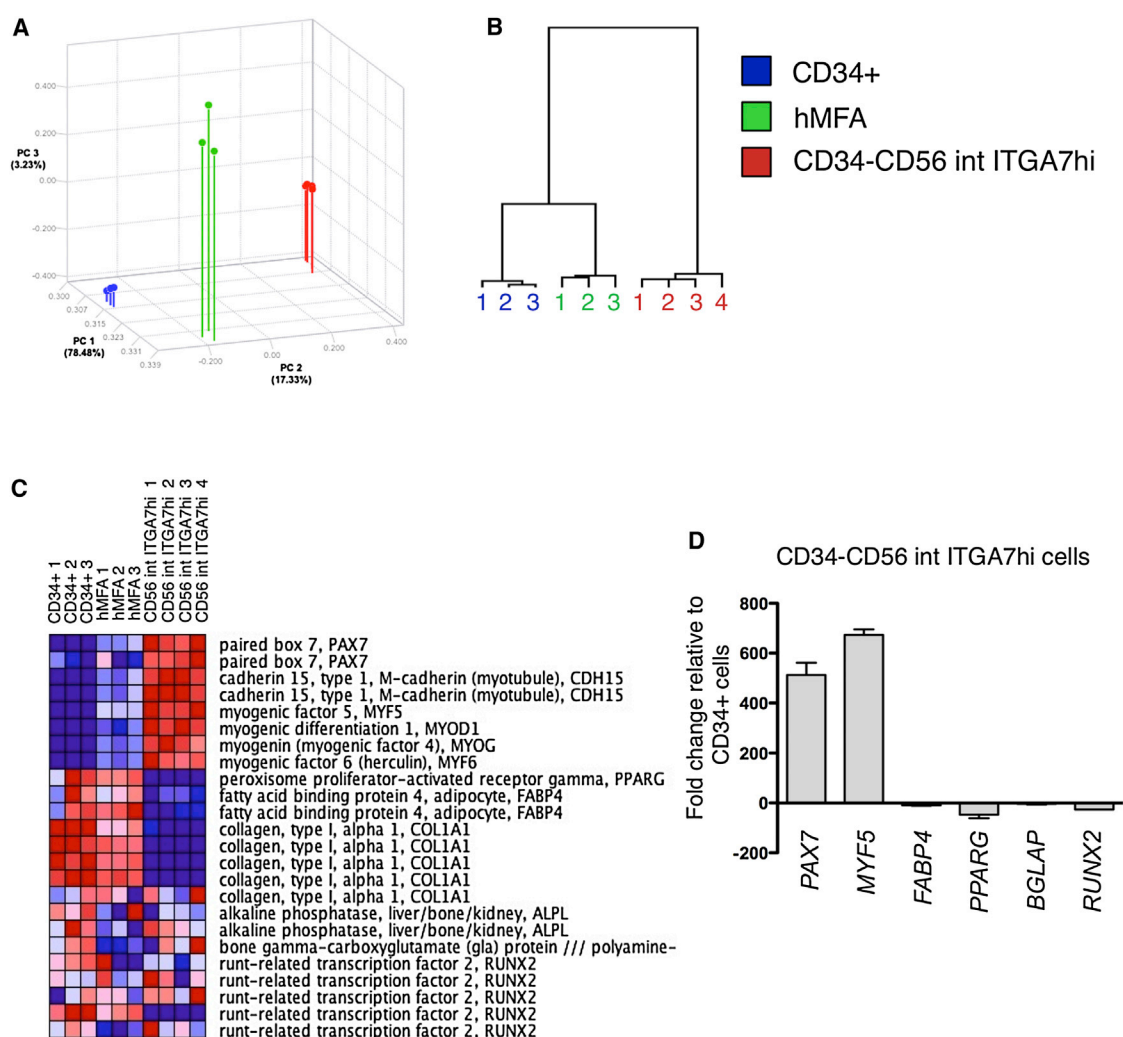 A
0.400
0.200
PC 3
(3.23%)
0.00
-0.200
-0.400
0.300
0.307
0.315
0.323
0.331
0.339
PC 1
(78.48%)
-0.200
0.00
0.200
0.400
PC 2
(17.33%)
B
1 2 3 1 2 3 1 2 3 4
CD34+
hMFA
CD34-CD56 int ITGA7hi
C
CD34+ 1
CD34+ 2
CD34+ 3
hMFA 1
hMFA 2
hMFA 3
CD56 int ITGA7hi 1
CD56 int ITGA7hi 2
CD56 int ITGA7hi 3
CD56 int ITGA7hi 4
paired box 7, PAX7
paired box 7, PAX7
cadherin 15, type 1, M-cadherin (myotubule), CDH15
cadherin 15, type 1, M-cadherin (myotubule), CDH15
myogenic factor 5, MYF5
myogenic differentiation 1, MYOD1
myogenin (myogenic factor 4), MYOG
myogenic factor 6 (herculin), MYF6
peroxisome proliferator-activated receptor gamma, PPARG
fatty acid binding protein 4, adipocyte, FABP4
fatty acid binding protein 4, adipocyte, FABP4
collagen, type I, alpha 1, COL1A1
collagen, type I, alpha 1, COL1A1
collagen, type I, alpha 1, COL1A1
collagen, type I, alpha 1, COL1A1
collagen, type I, alpha 1, COL1A1
alkaline phosphatase, liver/bone/kidney, ALPL
alkaline phosphatase, liver/bone/kidney, ALPL
bone gamma-carboxyglutamate (gla) protein /// polyamine-
runt-related transcription factor 2, RUNX2
runt-related transcription factor 2, RUNX2
runt-related transcription factor 2, RUNX2
runt-related transcription factor 2, RUNX2
runt-related transcription factor 2, RUNX2
D
CD34-CD56 int ITGA7hi cells
Fold change relative to
CD34+ cells
800
600
400
200
0
-200
PAX7
MYF5
FABP4
PPARG
BGLAP
RUNX2